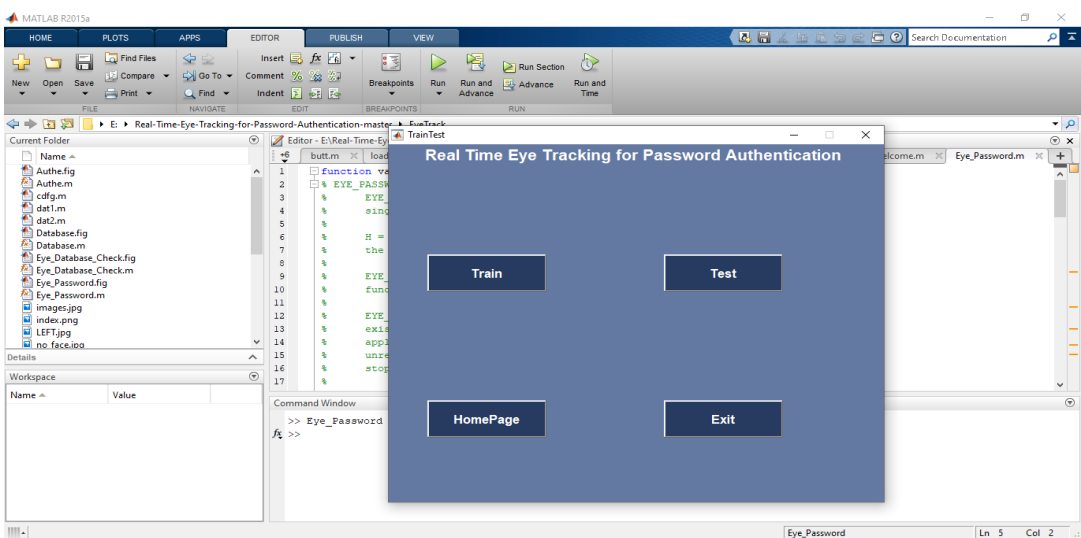 MATLAB R2015a
HOME PLOTS APPS EDITOR PUBLISH VIEW Search Documentation
Find Files Insert fx
New Open Save Compare Go To Comment % Breakpoints Run Run and Advance Run Section Advance Run and Time
Print Find Indent
FILE NAVIGATE EDIT BREAKPOINTS RUN
E: Real-Time-Eye-Tracking-for-Password-Authentication-master EyeTrack
Current Folder
Name
Authe.fig
Authe.m
cdfg.m
dat1.m
dat2.m
Database.fig
Database.m
Eye_Database_Check.fig
Eye_Database_Check.m
Eye_Password.fig
Eye_Password.m
images.jpg
index.png
LEFT.jpg
no_face.jpg
Details
Workspace
Name Value
Editor - E:\Real-Time-Ey
+6 butt.m load elcome.m Eye_Password.m
1 function va
2 % EYE_PASSW
3 % EYE_
4 % sing
5 %
6 % H =
7 % the
8 %
9 % EYE_
10 % func
11 %
12 % EYE_
13 % exis
14 % appl
15 % unre
16 % stop
17 %
Command Window
>> Eye_Password
fx >>
TrainTest
Real Time Eye Tracking for Password Authentication
Train Test
HomePage Exit
Eye_Password Ln 5 Col 2